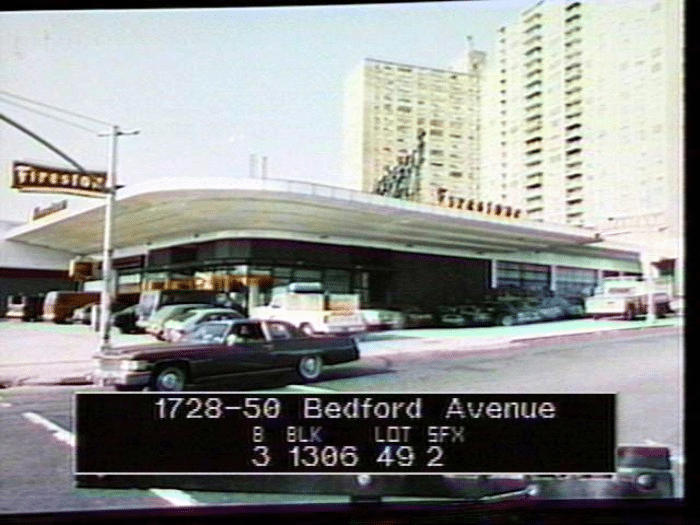 Firestone
Firestone
1728-50 Bedford Avenue
B BLK LOT SFX
3 1306 49 2